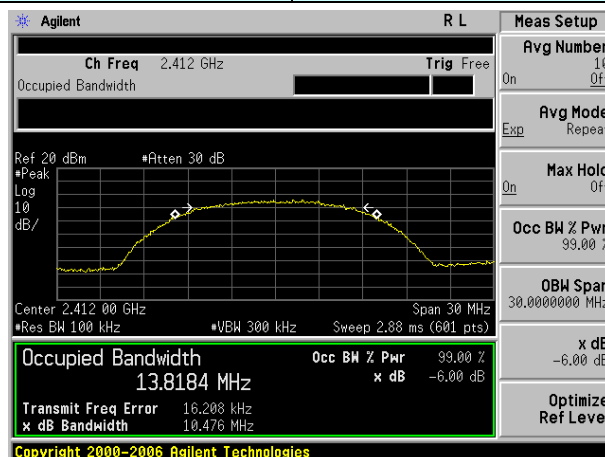 Agilent R L Meas Setup
Ch Freq 2.412 GHz Trig Free
Occupied Bandwidth
Avg Number
10
On Of
Avg Mode
Exp Repea
Ref 20 dBm #Atten 30 dB
#Peak
Log
10
dB/
Max Hold
On Of
Occ BW % Pwr
99.00 %
OBW Span
30.0000000 MHz
Center 2.412 00 GHz Span 30 MHz
#Res BW 100 kHz #VBW 300 kHz Sweep 2.88 ms (601 pts)
Occupied Bandwidth Occ BW % Pwr 99.00 %
13.8184 MHz x dB -6.00 dB
x dB
-6.00 dB
Transmit Freq Error 16.208 kHz
x dB Bandwidth 10.476 MHz
Optimize
Ref Level
Copyright 2000-2006 Agilent Technologies